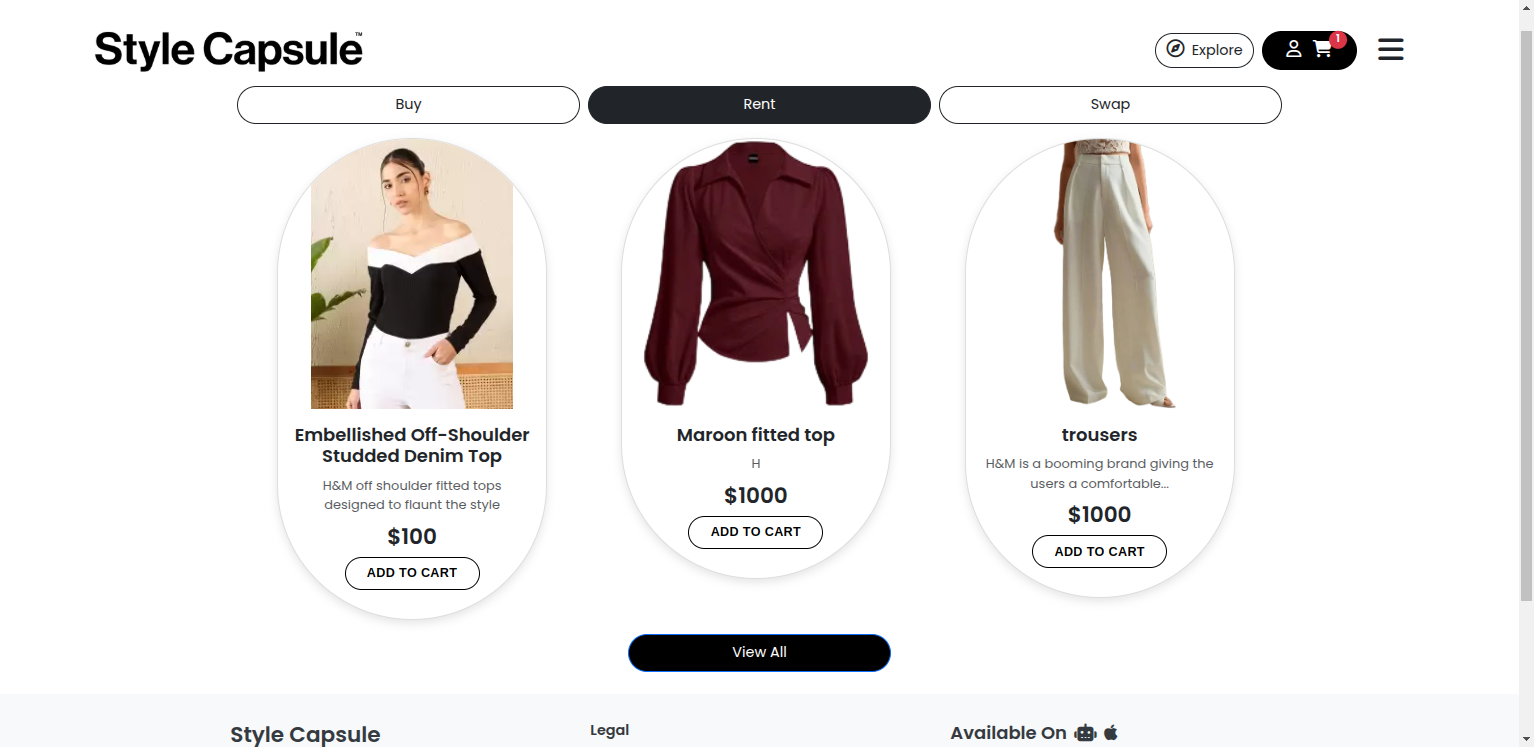 Style Capsule™
Explore
1
Buy
Rent
Swap
Embellished Off-Shoulder
Studded Denim Top
H&M off shoulder fitted tops
designed to flaunt the style
$100
ADD TO CART
Maroon fitted top
H
$1000
ADD TO CART
trousers
H&M is a booming brand giving the
users a comfortable...
$1000
ADD TO CART
View All
Style Capsule
Legal
Available On